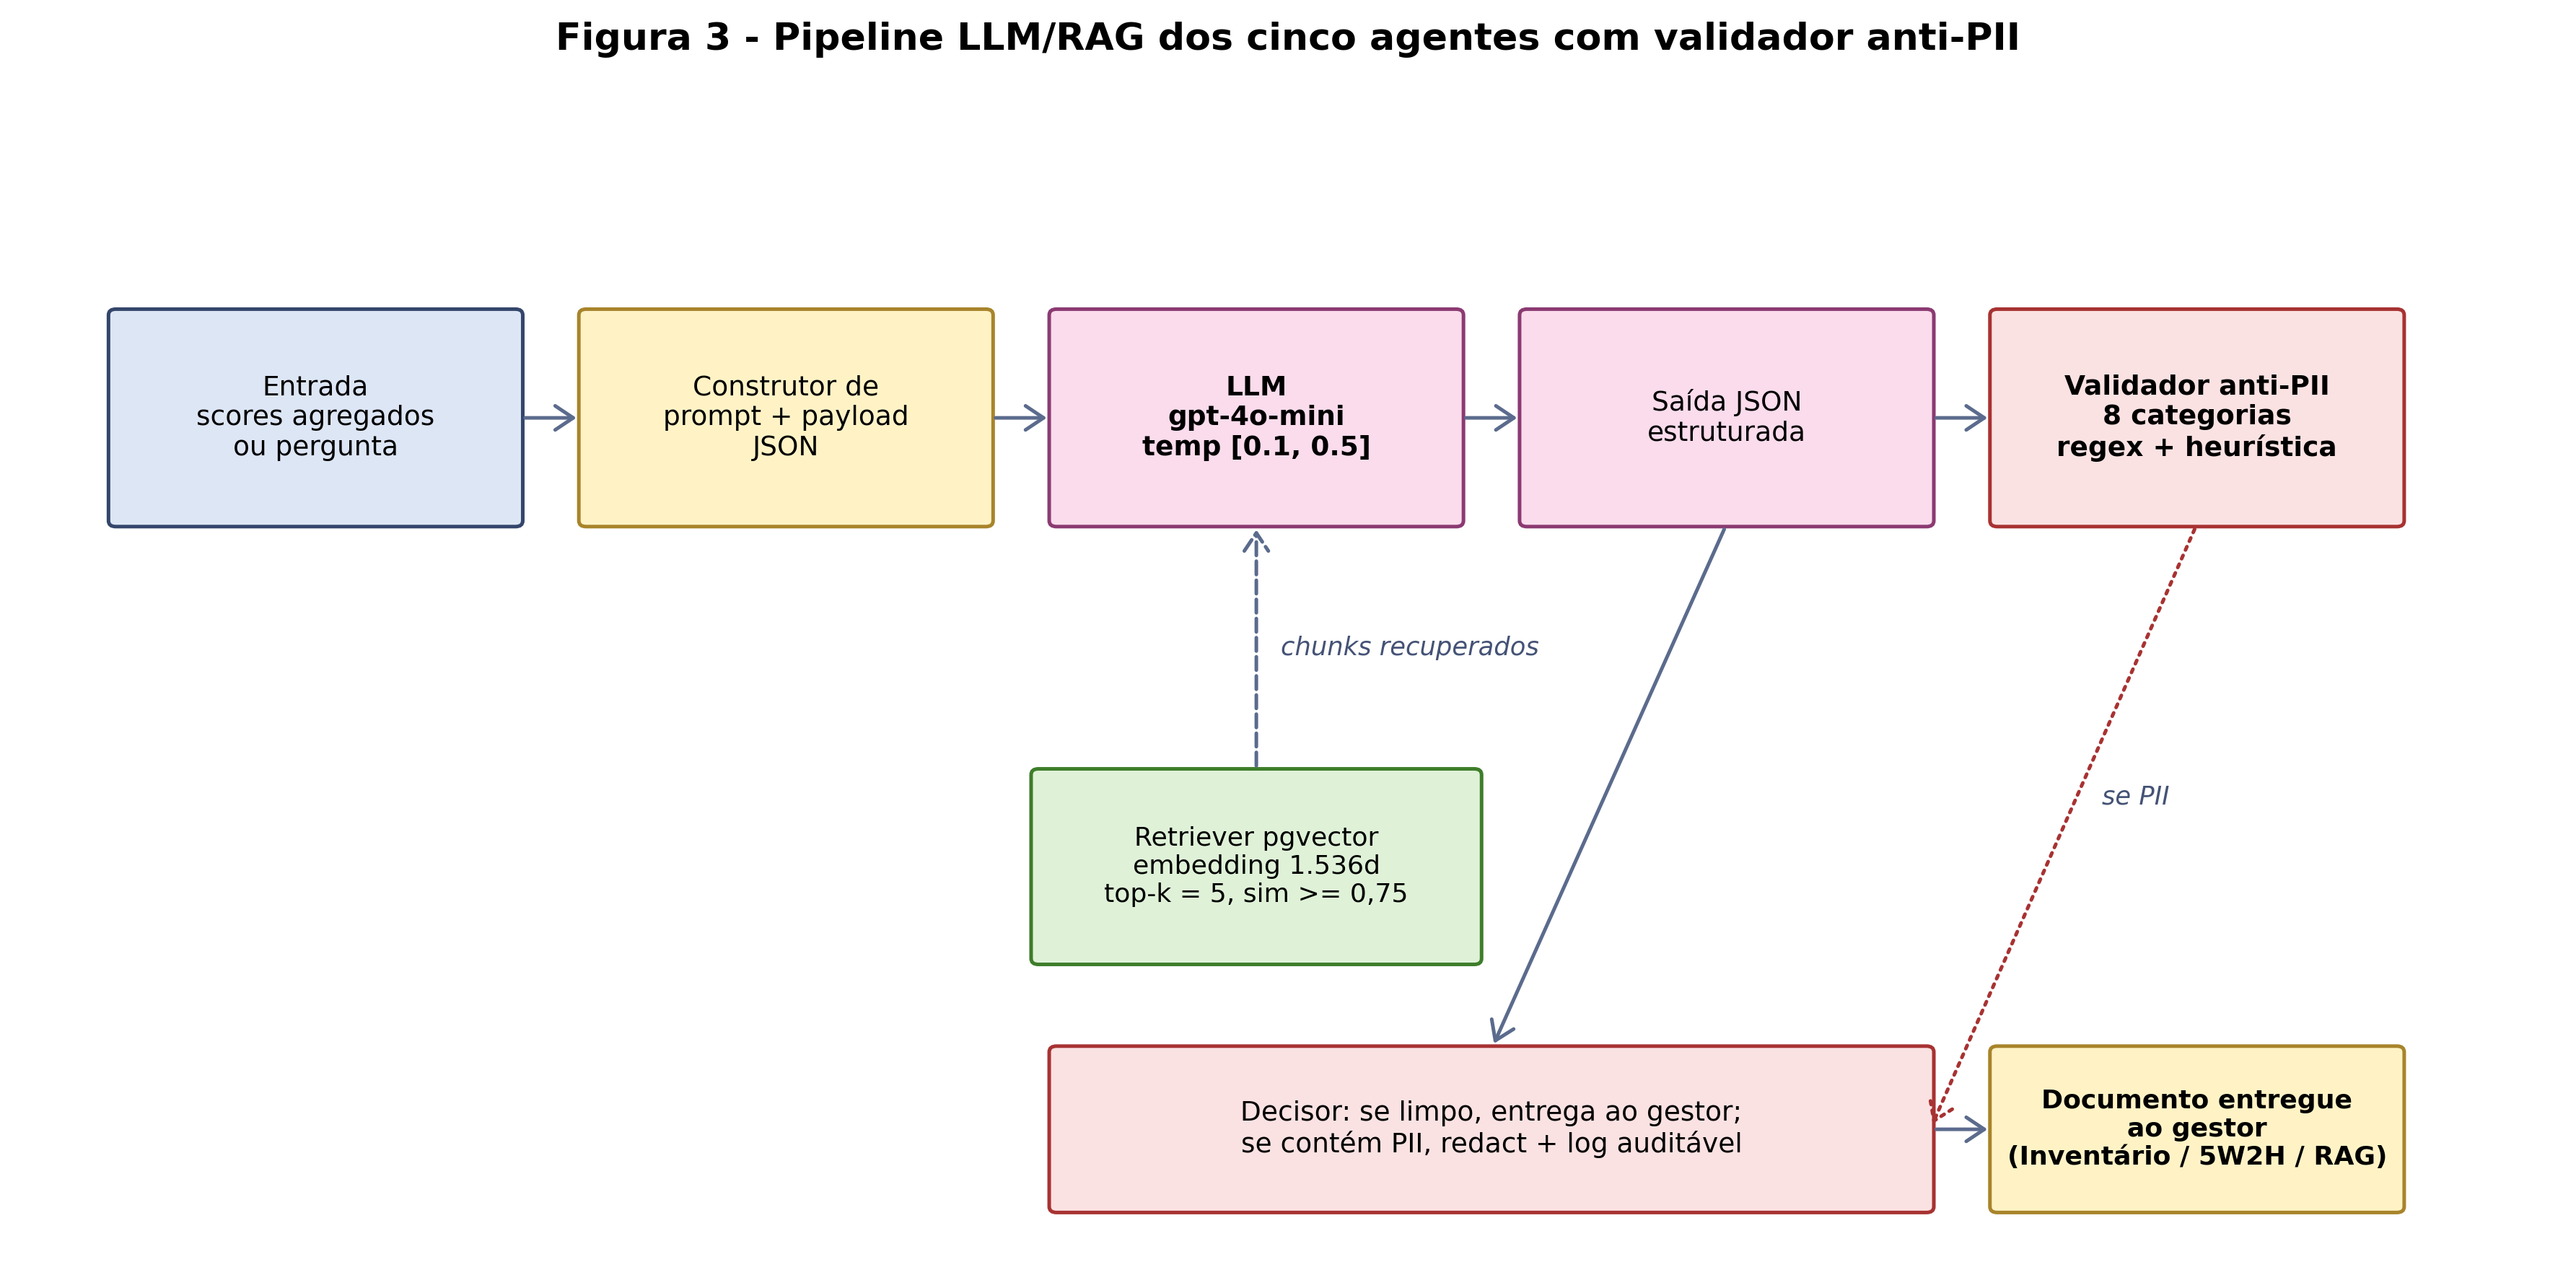 Figura 3 - Pipeline LLM/RAG dos cinco agentes com validador anti-PII
Entrada
scores agregados
ou pergunta
Construtor de
prompt + payload
JSON
LLM
gpt-4o-mini
temp [0.1, 0.5]
Saída JSON
estruturada
Validador anti-PII
8 categorias
regex + heurística
chunks recuperados
se PII
Retriever pgvector
embedding 1.536d
top-k = 5, sim >= 0,75
Decisor: se limpo, entrega ao gestor;
se contém PII, redact + log auditável
Documento entregue
ao gestor
(Inventário / 5W2H / RAG)